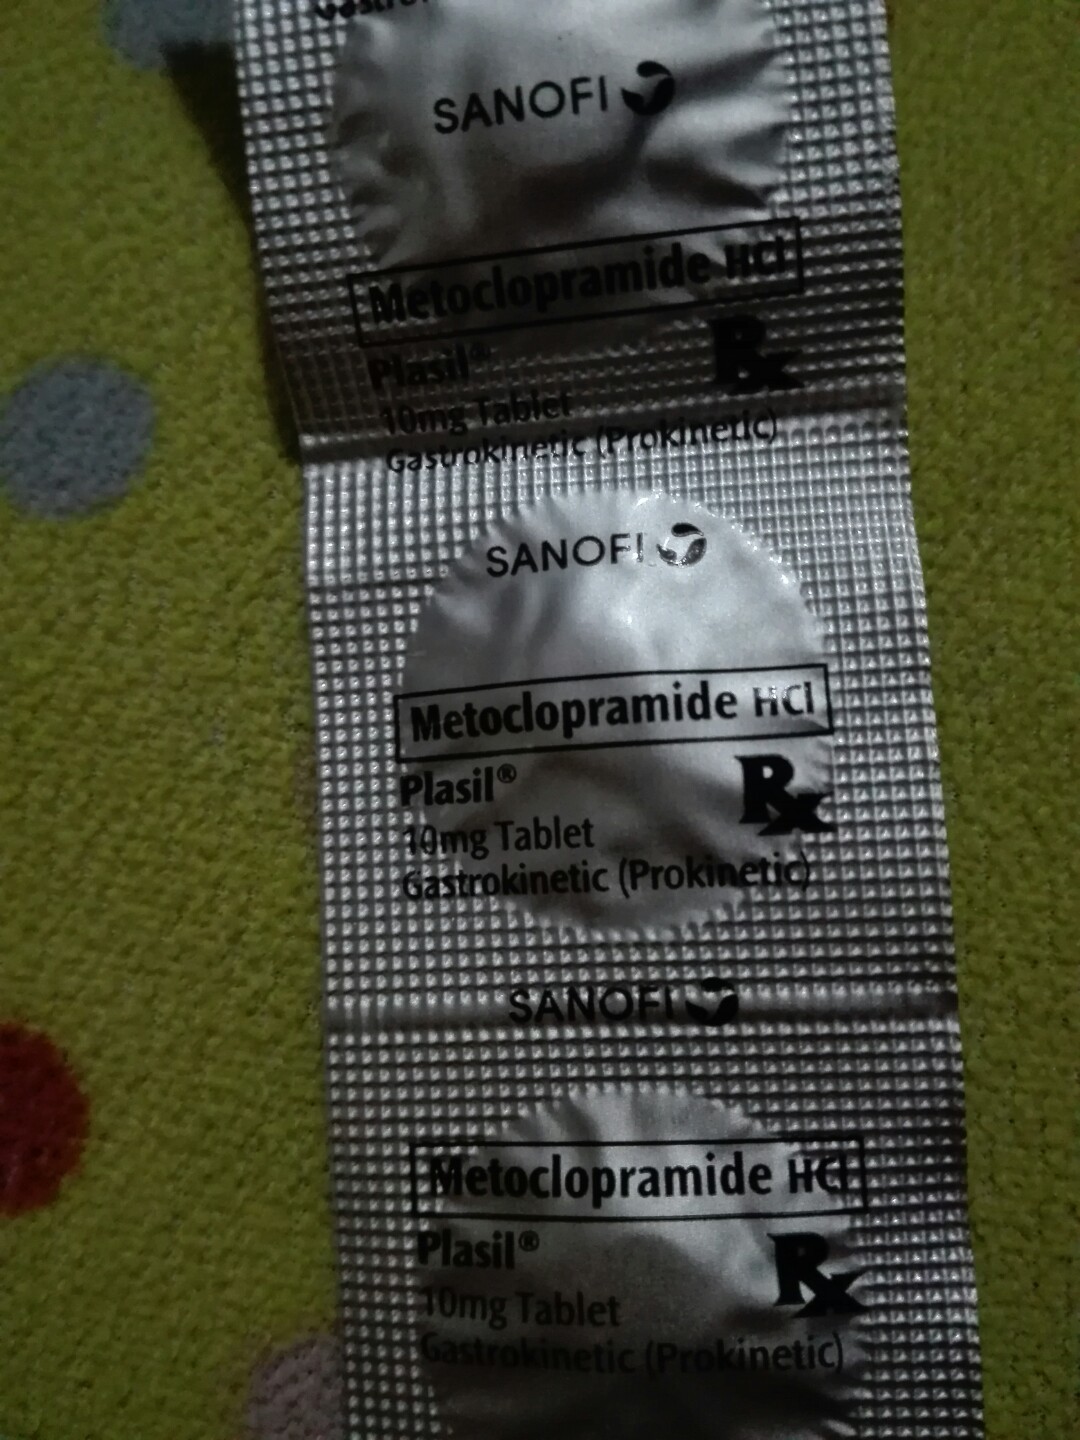 SANOFI
Metoclopramide HCl
Plasil® Rx
10mg Tablet
Gastrokinetic (Prokinetic)
SANOFI
Metoclopramide HCl
Plasil® Rx
10mg Tablet
Gastrokinetic (Prokinetic)
SANOFI
Metoclopramide HCl
Plasil® Rx
10mg Tablet
Gastrokinetic (Prokinetic)